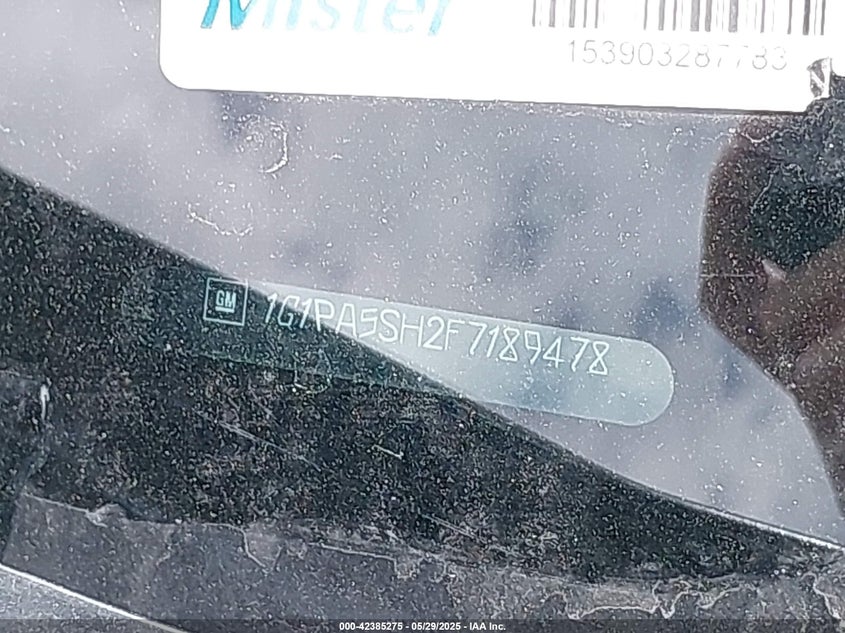 Mister
153903287783
GM 1G1PA5SH2F7189478
000-42385275 - 05/29/2025 - IAA Inc.